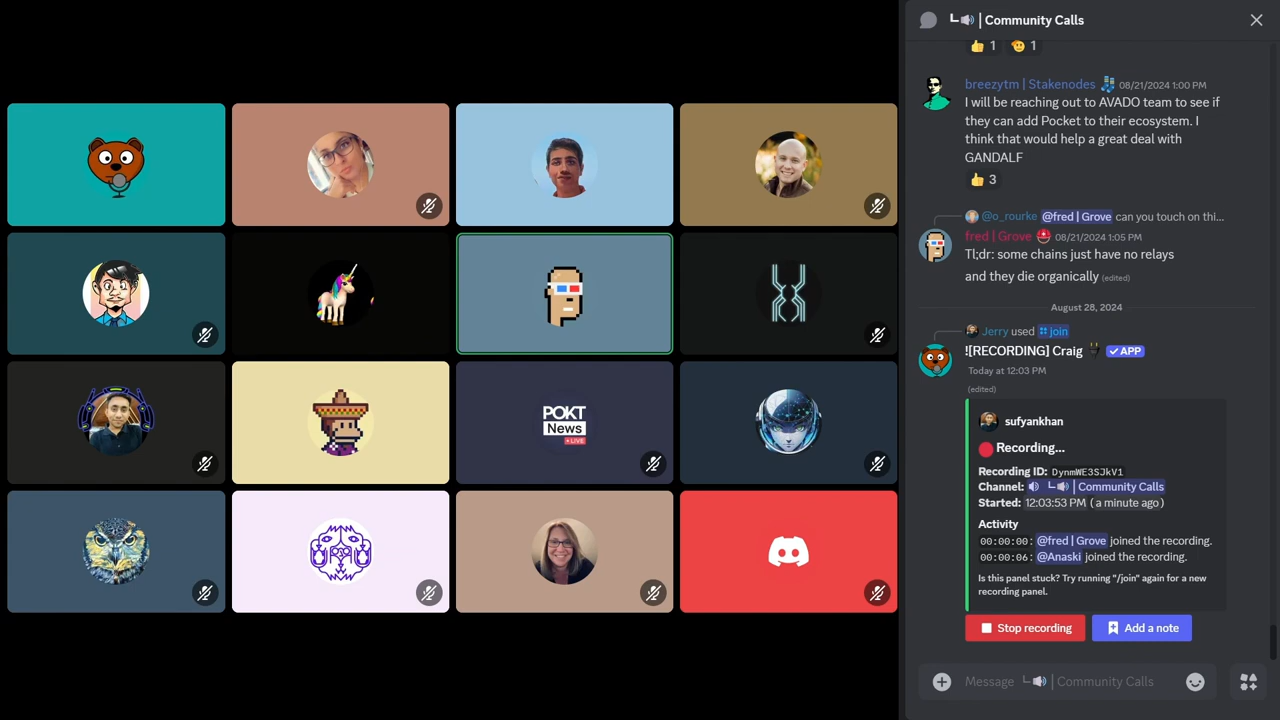 POKT
News
LIVE
Community Calls
1 1
breezytm | Stakenodes 08/21/2024 1:00 PM
I will be reaching out to AVADO team to see if
they can add Pocket to their ecosystem. I
think that would help a great deal with
GANDALF
3
@o_rourke @fred | Grove can you touch on thi...
fred | Grove 08/21/2024 1:05 PM
Tl;dr: some chains just have no relays
and they die organically (edited)
August 28, 2024
Jerry used join
![RECORDING] Craig APP
Today at 12:03 PM
(edited)
sufyankhan
Recording...
Recording ID: DynmWE3SJkV1
Channel: | Community Calls
Started: 12:03:53 PM (a minute ago)
Activity
00:00:00: @fred | Grove joined the recording.
00:00:06: @Anaski joined the recording.
Is this panel stuck? Try running "/join" again for a new
recording panel.
Stop recording Add a note
Message | Community Calls